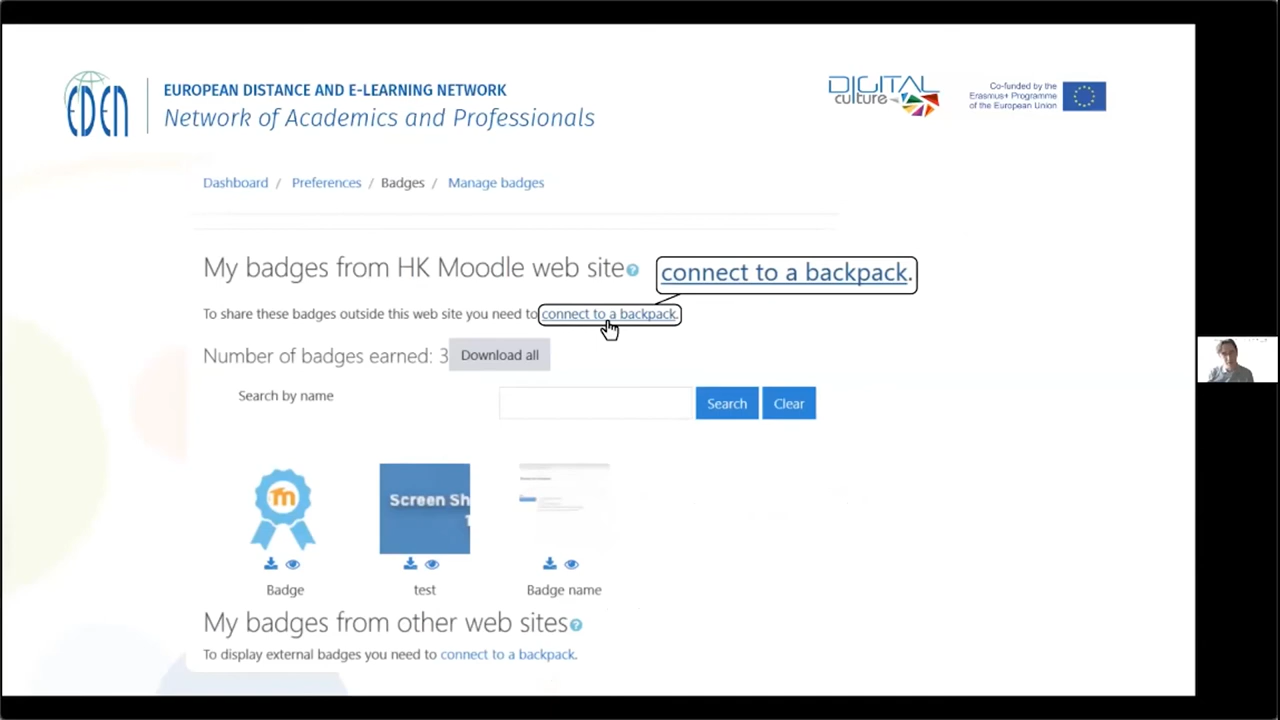 EDEN
EUROPEAN DISTANCE AND E-LEARNING NETWORK
Network of Academics and Professionals
DIGITAL
culture
Co-funded by the
Erasmus+ Programme
of the European Union
Dashboard / Preferences / Badges / Manage badges
My badges from HK Moodle web site ?
connect to a backpack.
To share these badges outside this web site you need to connect to a backpack.
Number of badges earned: 3 Download all
Search by name Search Clear
m
Screen Sh
Badge test Badge name
My badges from other web sites ?
To display external badges you need to connect to a backpack.